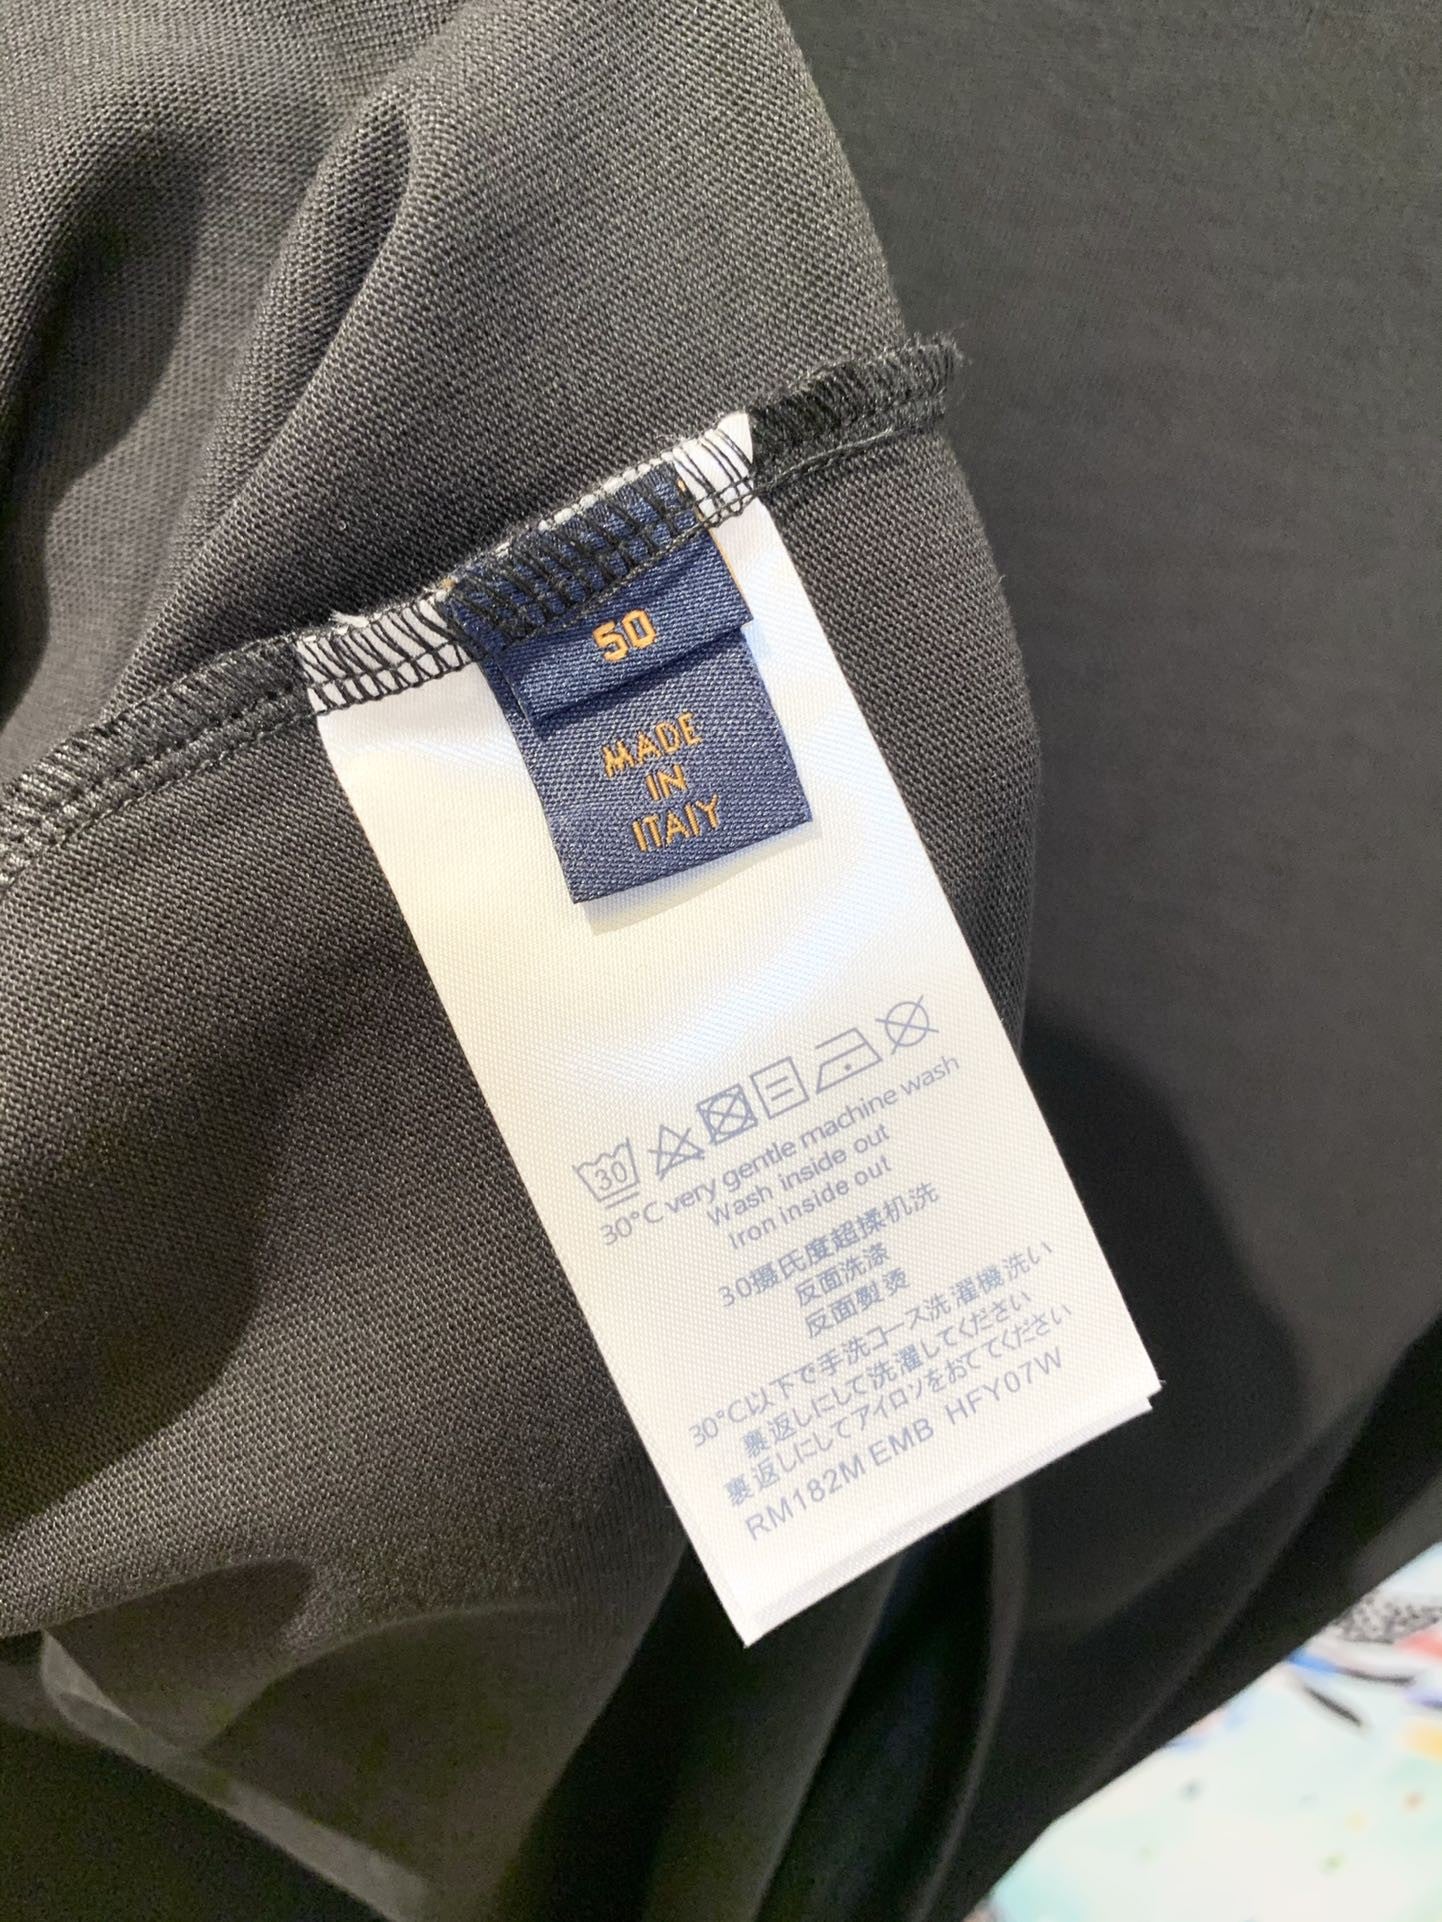 50
MADE
IN
ITAIY
30
30°C very gentle machine wash
Wash inside out
Iron inside out
30摄氏度超揉机洗
反面洗涤
反面熨烫
30°C以下で手洗コース洗濯機洗い
裏返しにして洗濯してください
裏返しにしてアイロソをおててください
RM182M EMB HFY07W